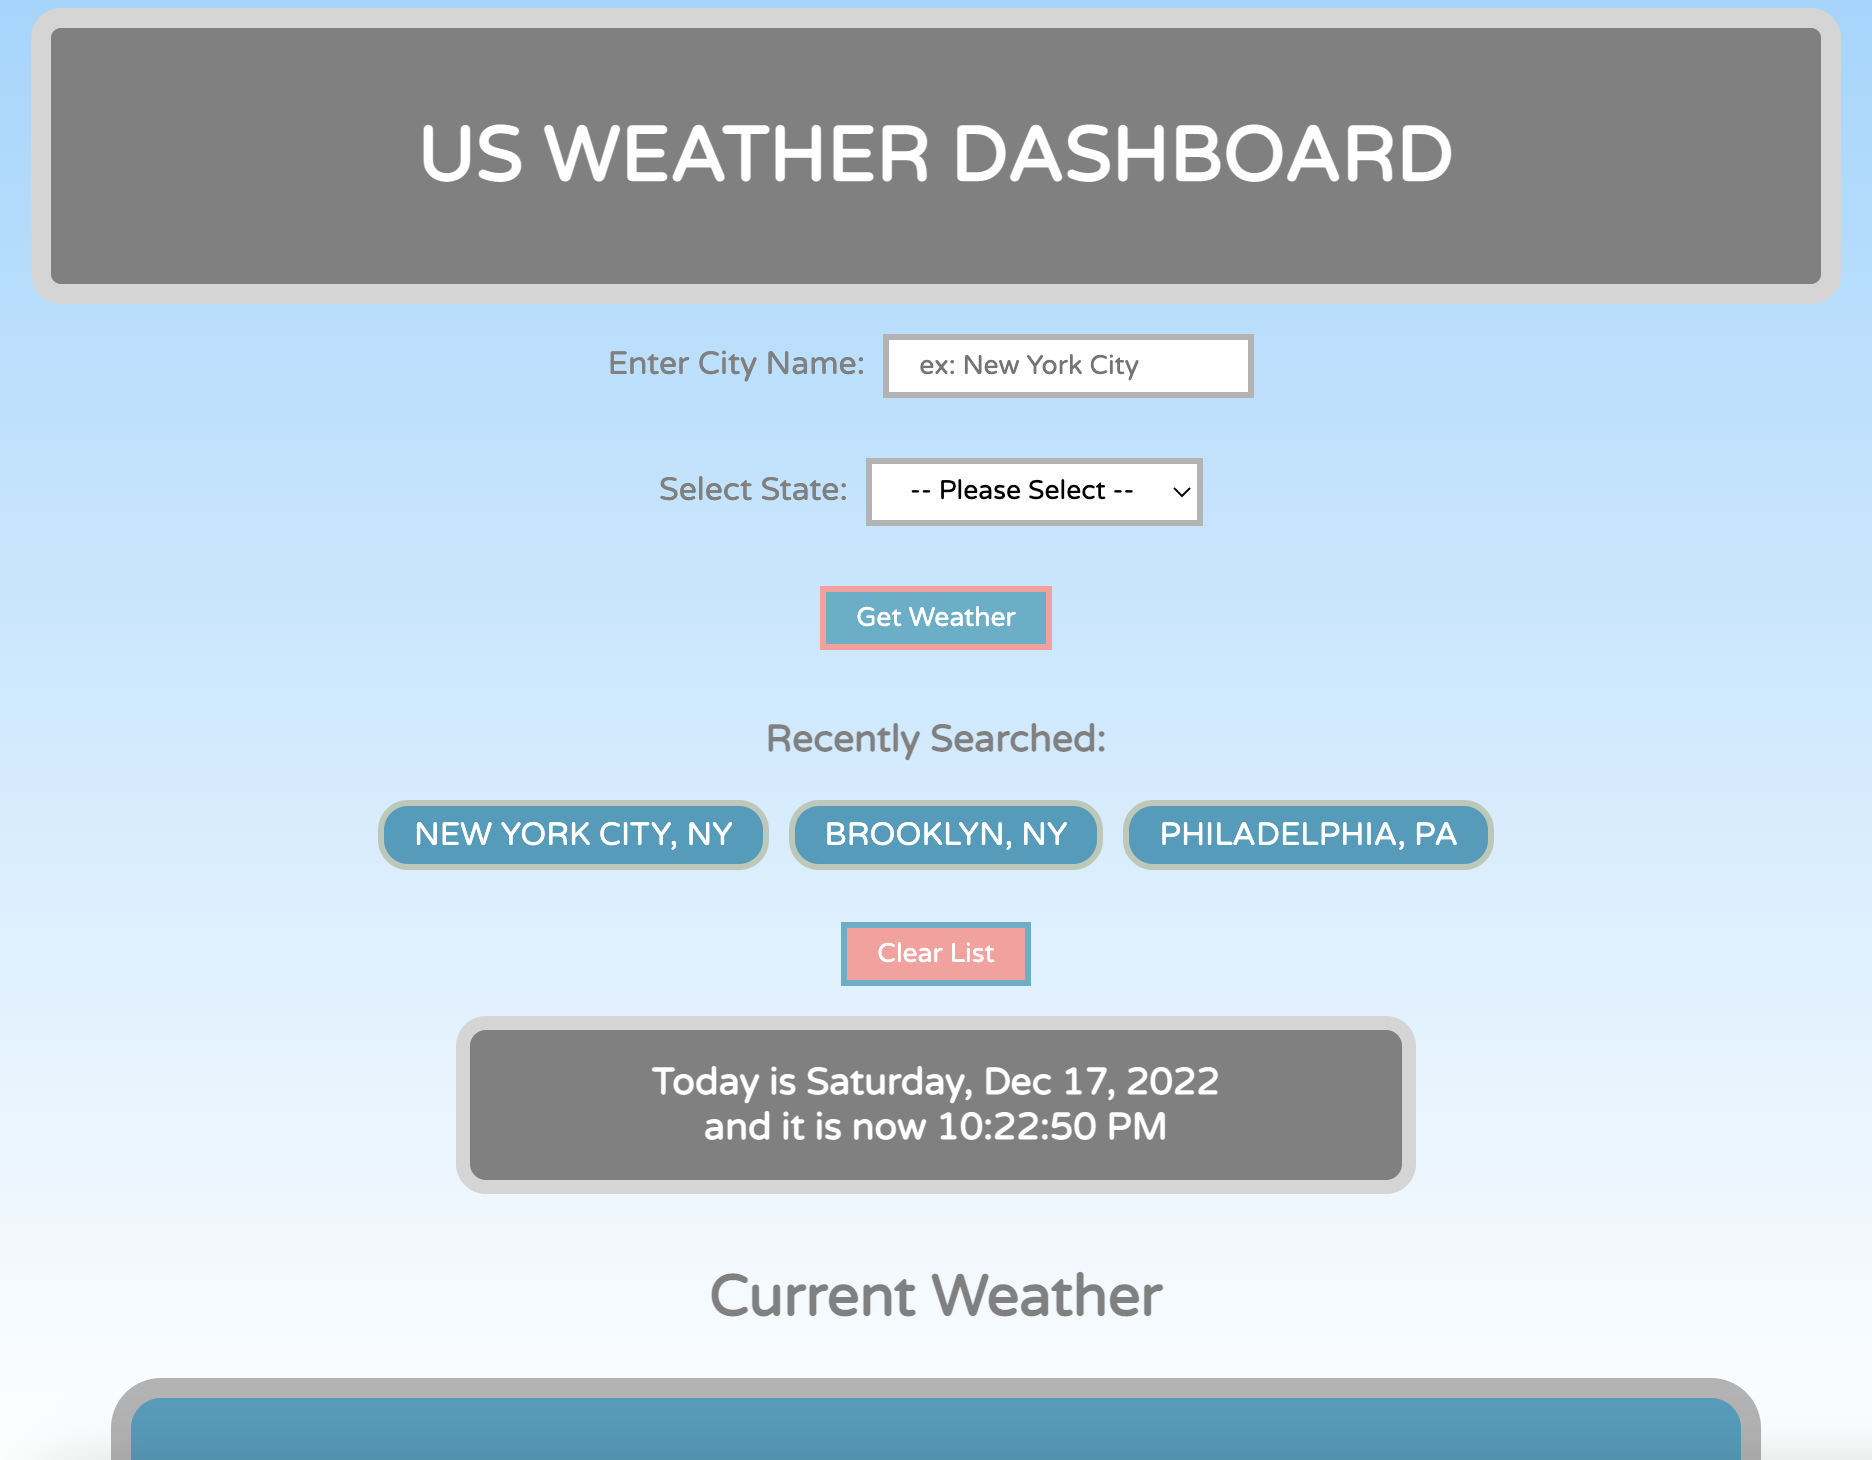 US WEATHER DASHBOARD
Enter City Name: ex: New York City
Select State: -- Please Select --
Get Weather
Recently Searched:
NEW YORK CITY, NY BROOKLYN, NY PHILADELPHIA, PA
Clear List
Today is Saturday, Dec 17, 2022
and it is now 10:22:50 PM
Current Weather